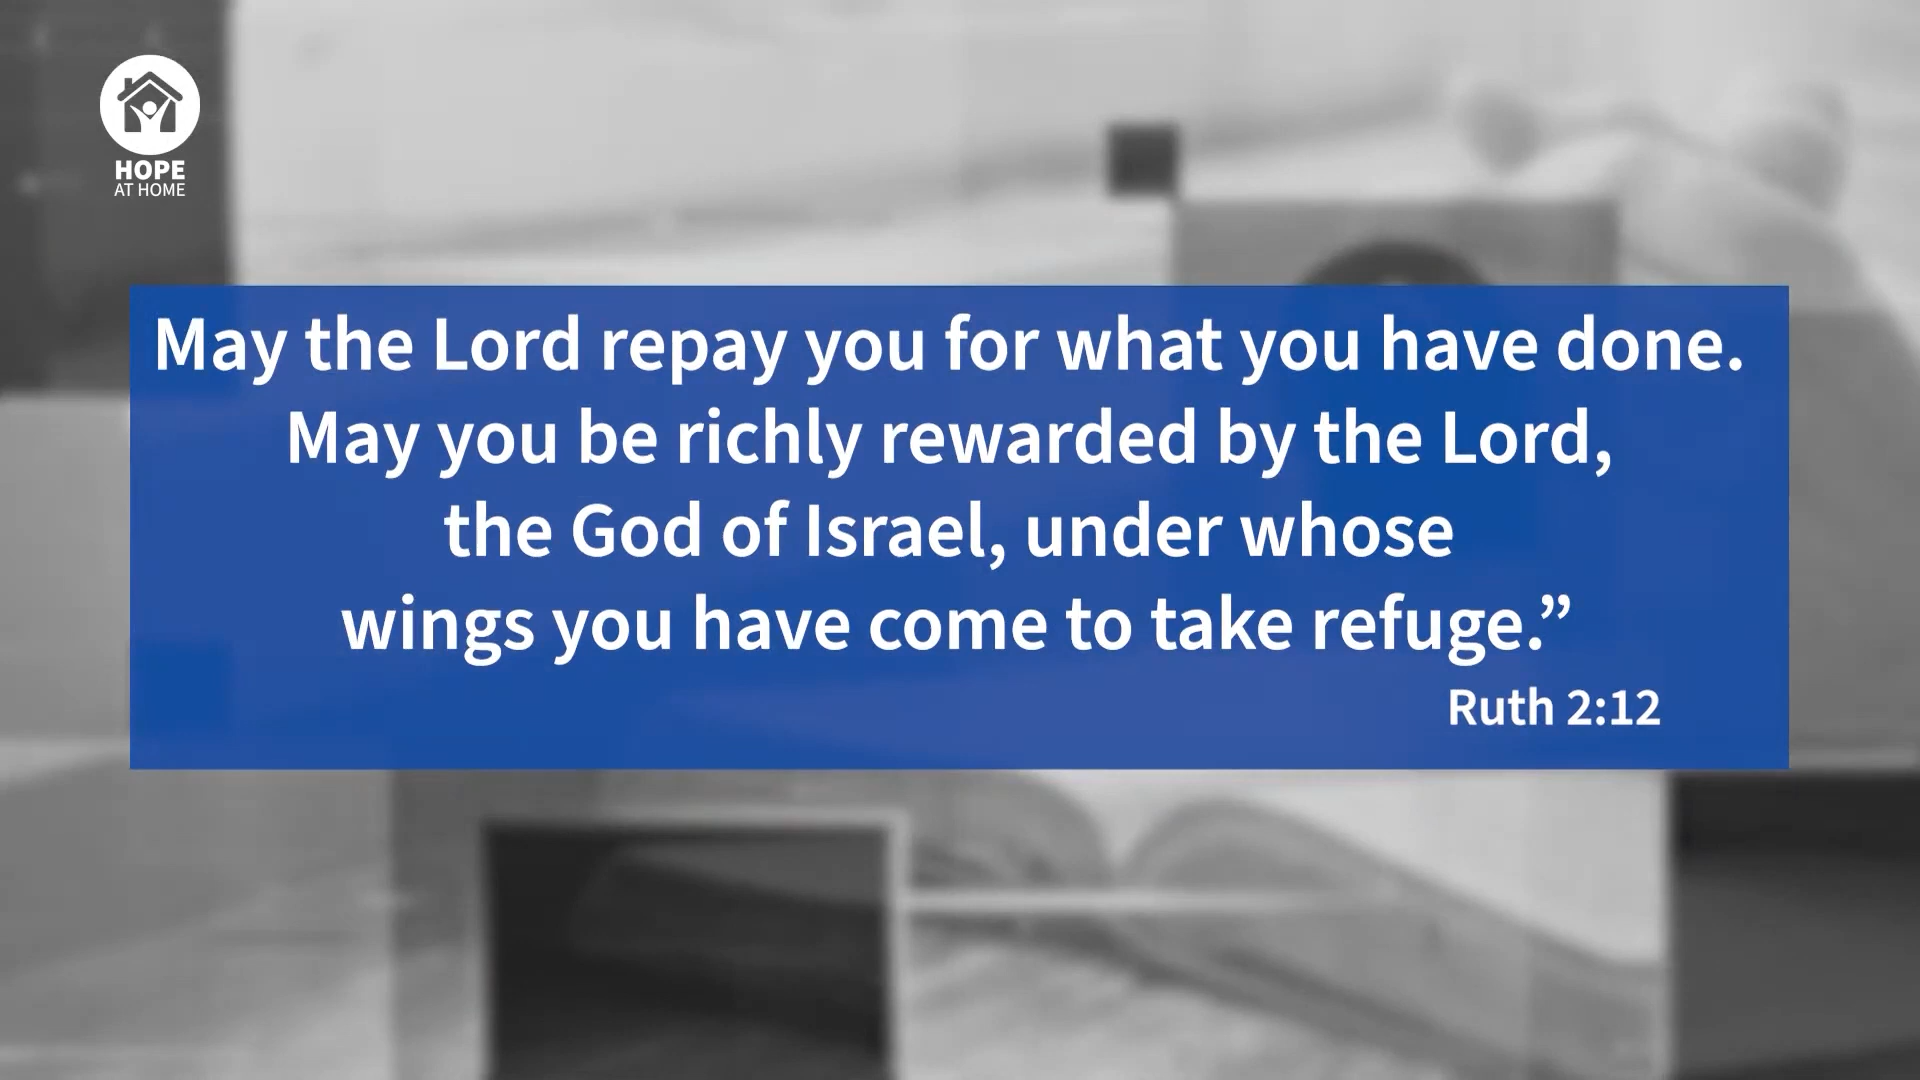 HOPE
AT HOME
May the Lord repay you for what you have done.
May you be richly rewarded by the Lord,
the God of Israel, under whose
wings you have come to take refuge.”
Ruth 2:12